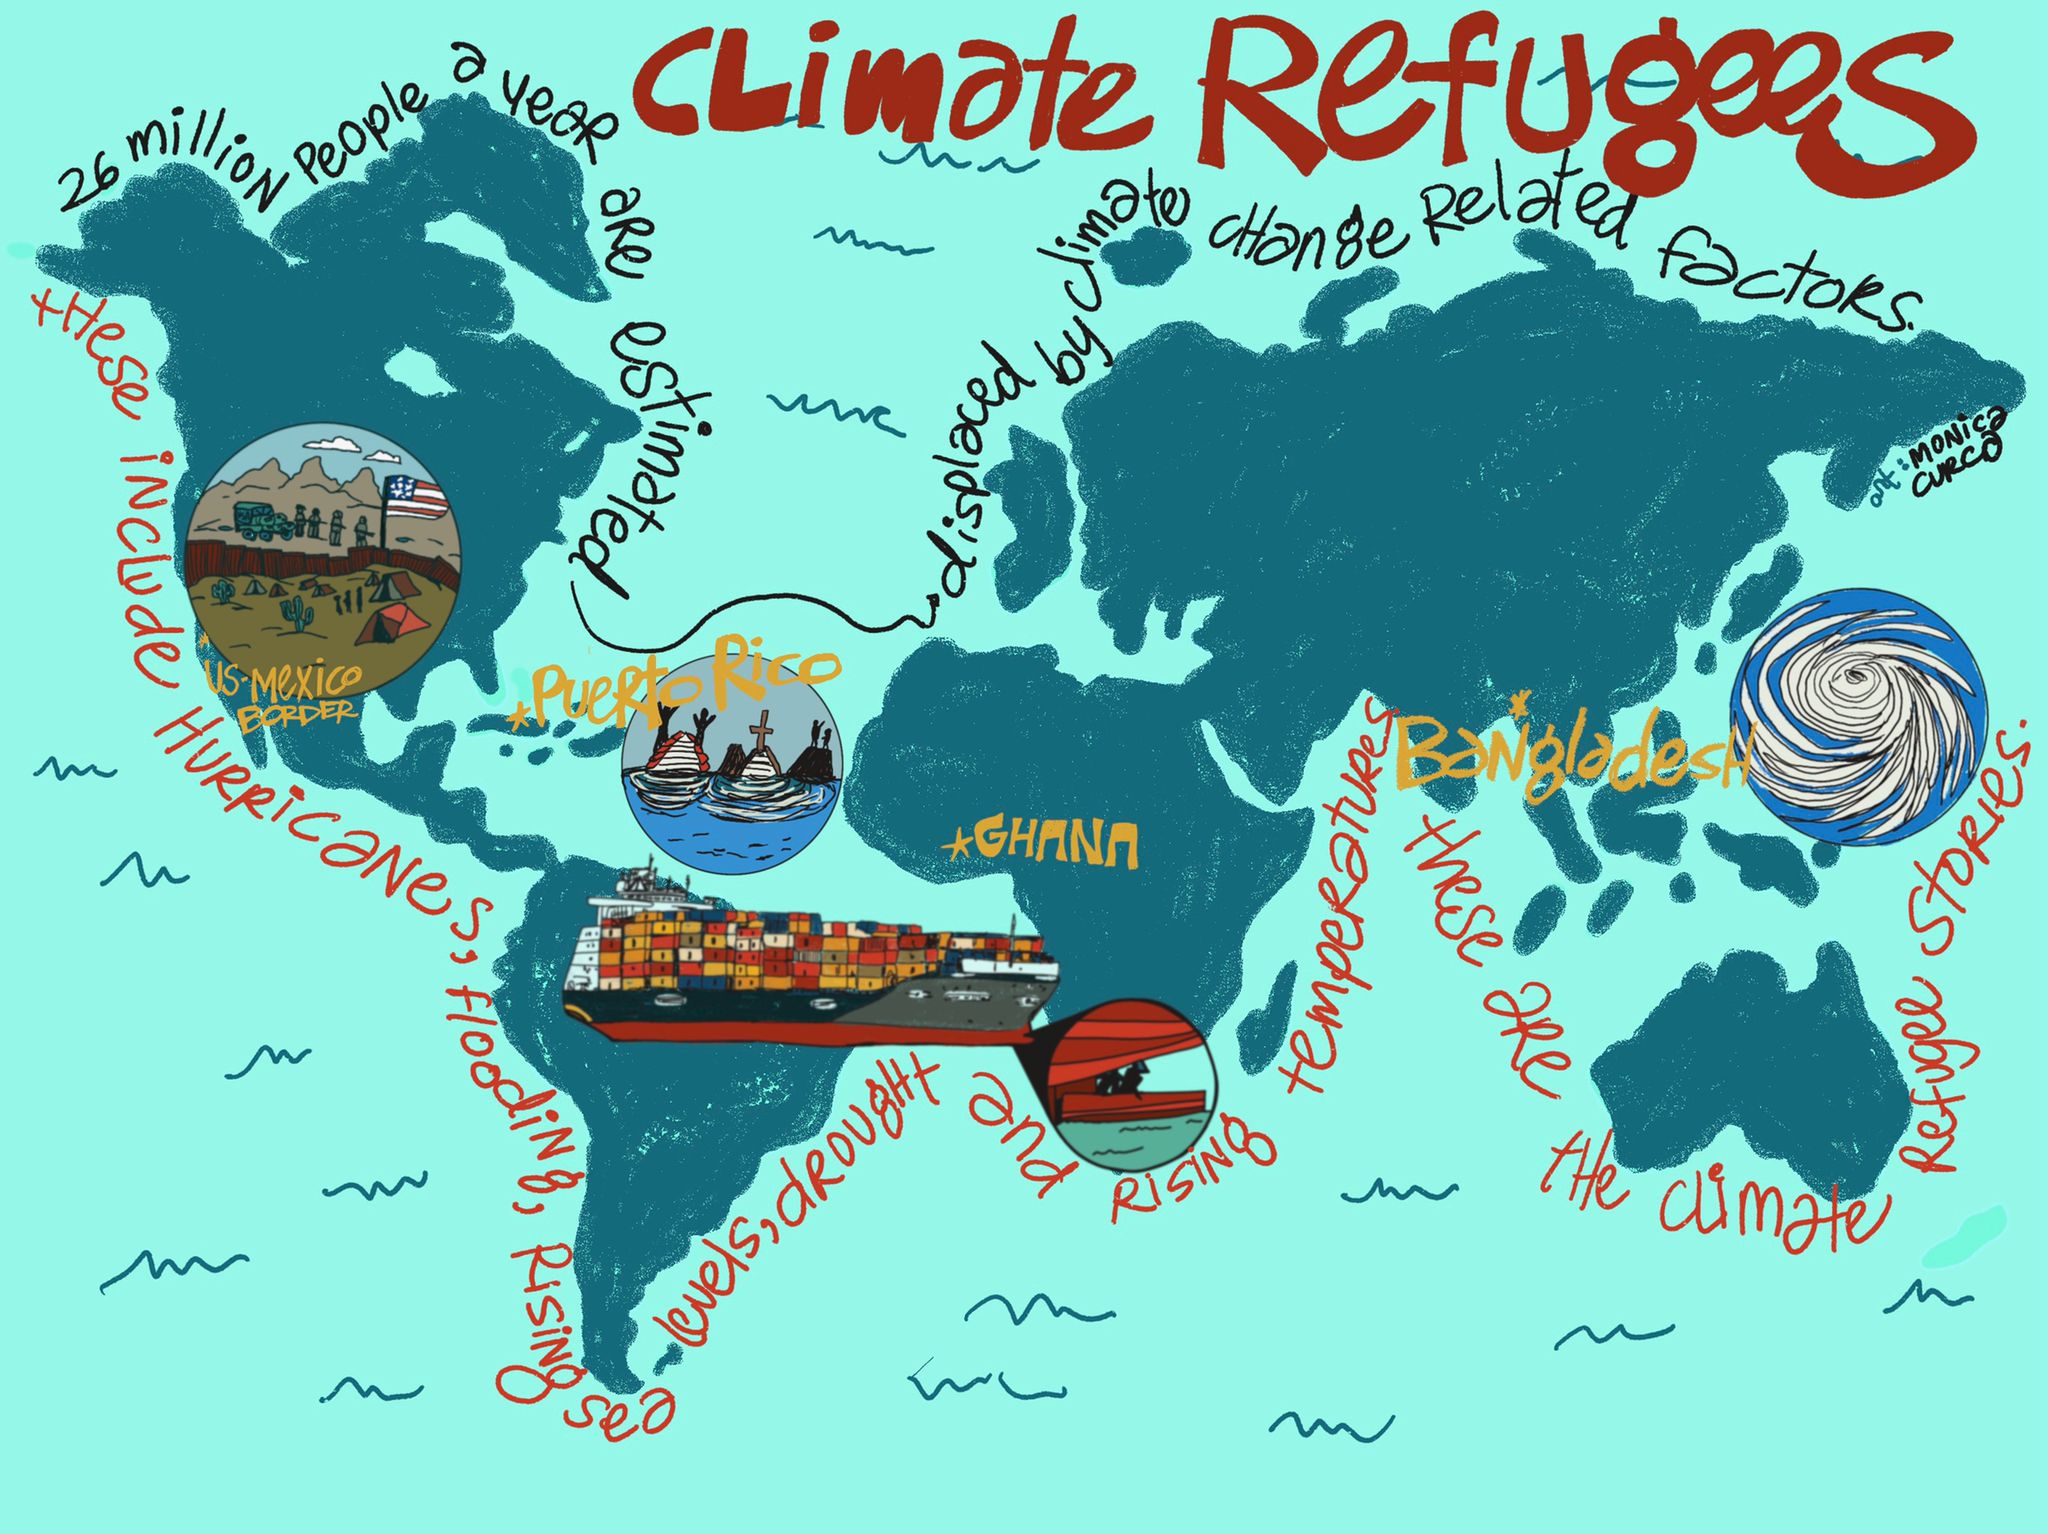 CLimate Refugees
26 million People a year are estimated displaced by climate change Related factors.
these include Hurricanes, flooding, Rising sea levels, drought and Rising temperatures. these are the climate Refugee stories.
art: Monica Curca
US-Mexico
Border
Puerto Rico
Ghana
Bangladesh